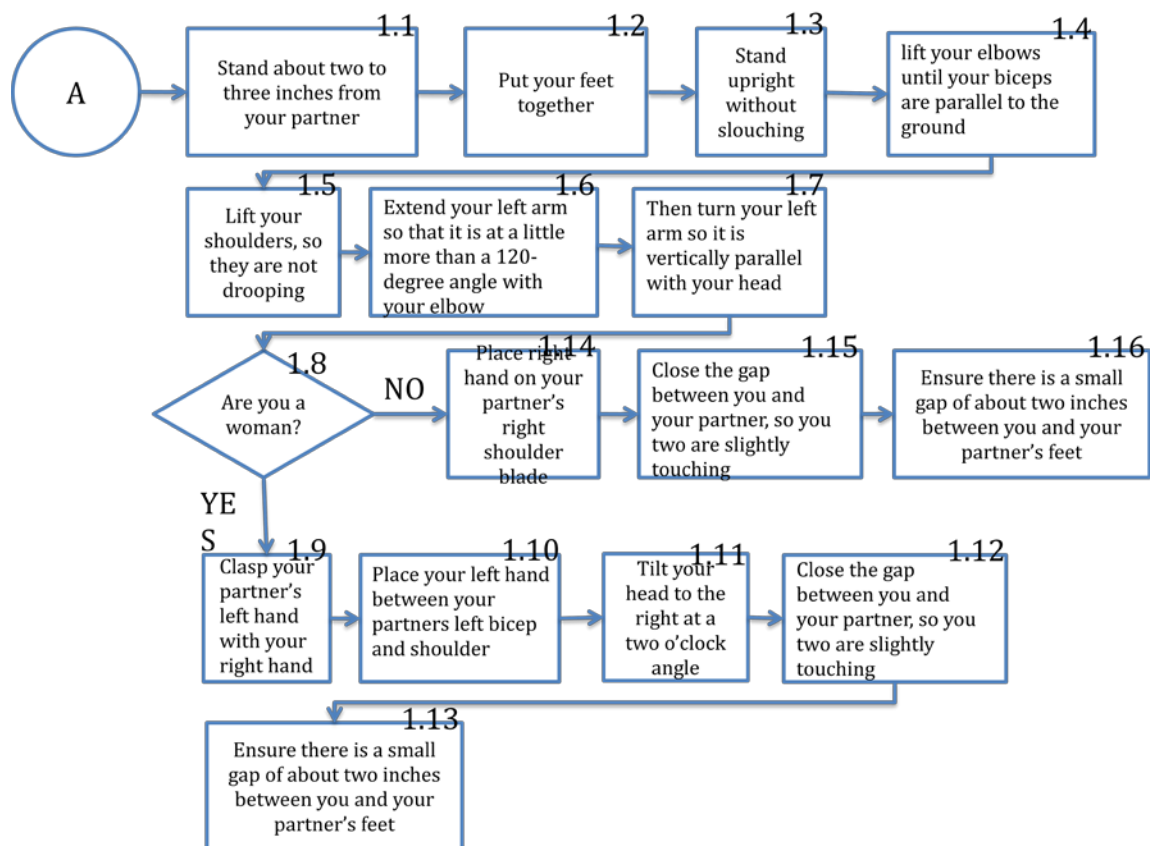 A
1.1
Stand about two to
three inches from
your partner
1.2
Put your feet
together
1.3
Stand
upright
without
slouching
1.4
lift your elbows
until your biceps
are parallel to the
ground
1.5
Lift your
shoulders, so
they are not
drooping
1.6
Extend your left arm
so that it is at a little
more than a 120-
degree angle with
your elbow
1.7
Then turn your left
arm so it is
vertically parallel
with your head
1.8
Are you a
woman?
NO
1.14
Place right
hand on your
partner's
right
shoulder
blade
1.15
Close the gap
between you and
your partner, so you
two are slightly
touching
1.16
Ensure there is a small
gap of about two inches
between you and your
partner's feet
YE
S
1.9
Clasp your
partner's
left hand
with your
right hand
1.10
Place your left hand
between your
partners left bicep
and shoulder
1.11
Tilt your
head to the
right at a
two o'clock
angle
1.12
Close the gap
between you and
your partner, so you
two are slightly
touching
1.13
Ensure there is a small
gap of about two inches
between you and your
partner's feet